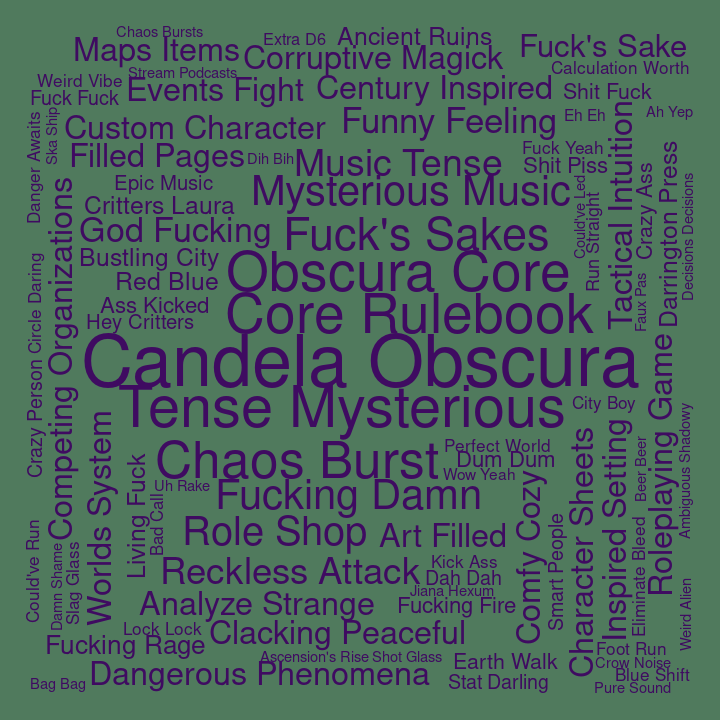 Chaos Bursts
Extra D6
Ancient Ruins
Maps Items
Corruptive Magick
Fuck's Sake
Stream Podcasts
Calculation Worth
Weird Vibe
Events Fight
Century Inspired
Shit Fuck
Fuck Fuck
Ska Ship
Danger Awaits
Custom Character
Funny Feeling
Eh Eh
Ah Yep
Filled Pages
Dih Bih
Music Tense
Fuck Yeah
Shit Piss
Tactical Intuition
Epic Music
Mysterious Music
Could've Led
Run Straight
Crazy Ass
Darrington Press
Decisions Decisions
Critters Laura
God Fucking
Fuck's Sakes
Competing Organizations
Bustling City
Obscura Core
Red Blue
Faux Pas
Ass Kicked
Core Rulebook
Hey Critters
Crazy Person
Circle Daring
Candela Obscura
Roleplaying Game
Tense Mysterious
City Boy
Ambiguous Shadowy
Worlds System
Chaos Burst
Perfect World
Dum Dum
Character Sheets
Inspired Setting
Beer Beer
Living Fuck
Bad Call
Uh Rake
Wow Yeah
Fucking Damn
Comfy Cozy
Role Shop
Art Filled
Smart People
Eliminate Bleed
Could've Run
Damn Shame
Slag Glass
Reckless Attack
Kick Ass
Dah Dah
Jiana Hexum
Weird Alien
Analyze Strange
Fucking Fire
Lock Lock
Clacking Peaceful
Fucking Rage
Foot Run
Ascension's Rise
Shot Glass
Earth Walk
Crow Noise
Dangerous Phenomena
Stat Darling
Blue Shift
Bag Bag
Pure Sound